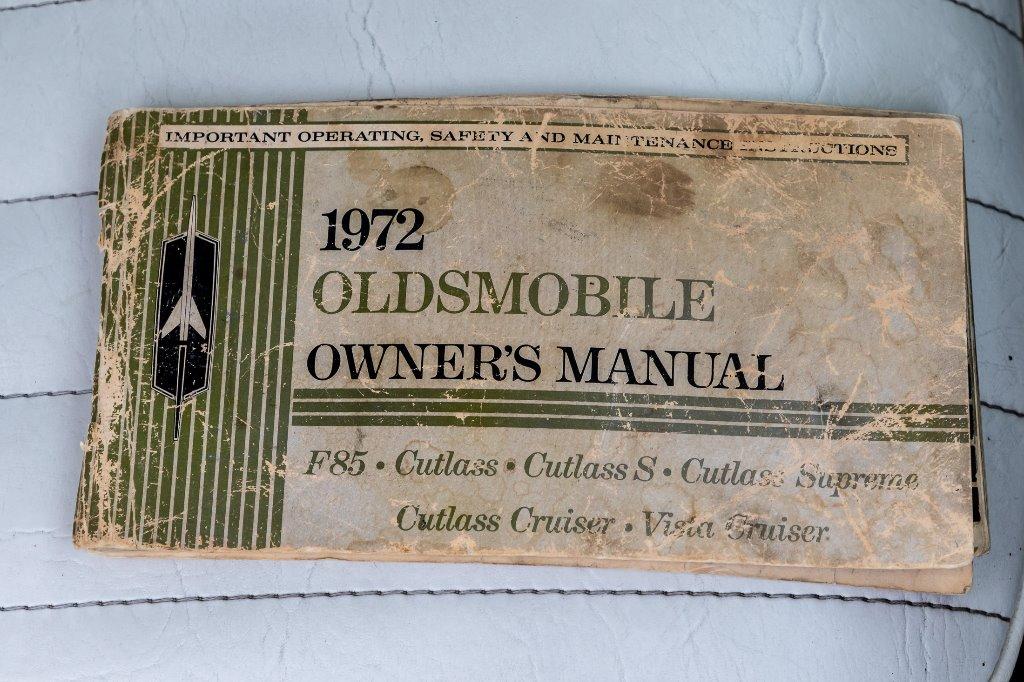 IMPORTANT OPERATING, SAFETY AND MAINTENANCE INSTRUCTIONS
1972
OLDSMOBILE
OWNER'S MANUAL
F85 • Cutlass • Cutlass S • Cutlass Supreme
Cutlass Cruiser • Vista Cruiser